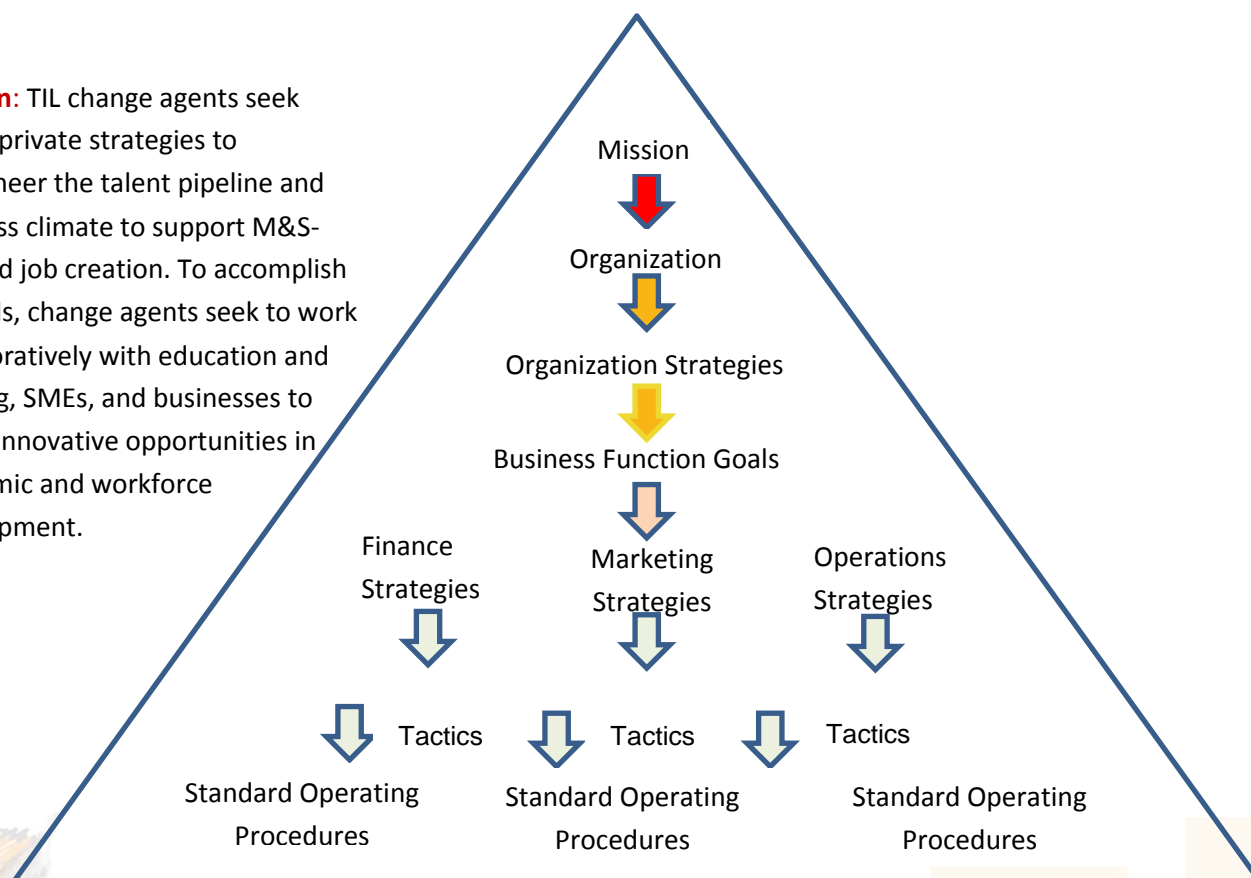 n: TIL change agents seek
private strategies to
neer the talent pipeline and
ss climate to support M&S-
d job creation. To accomplish
ls, change agents seek to work
oratively with education and
g, SMEs, and businesses to
innovative opportunities in
mic and workforce
pment.
Mission
Organization
Organization Strategies
Business Function Goals
Finance
Strategies
Marketing
Strategies
Operations
Strategies
Tactics
Tactics
Tactics
Standard Operating
Procedures
Standard Operating
Procedures
Standard Operating
Procedures